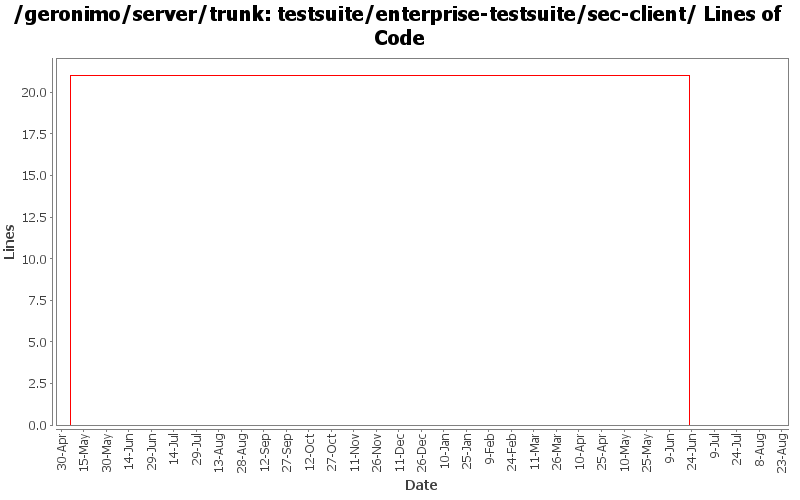 /geronimo/server/trunk: testsuite/enterprise-testsuite/sec-client/ Lines of
Code
Lines
20.0
17.5
15.0
12.5
10.0
7.5
5.0
2.5
0.0
30-Apr
15-May
30-May
14-Jun
29-Jun
14-Jul
29-Jul
13-Aug
28-Aug
12-Sep
27-Sep
12-Oct
27-Oct
11-Nov
26-Nov
11-Dec
26-Dec
10-Jan
25-Jan
9-Feb
24-Feb
11-Mar
26-Mar
10-Apr
25-Apr
10-May
25-May
9-Jun
24-Jun
9-Jul
24-Jul
8-Aug
23-Aug
Date